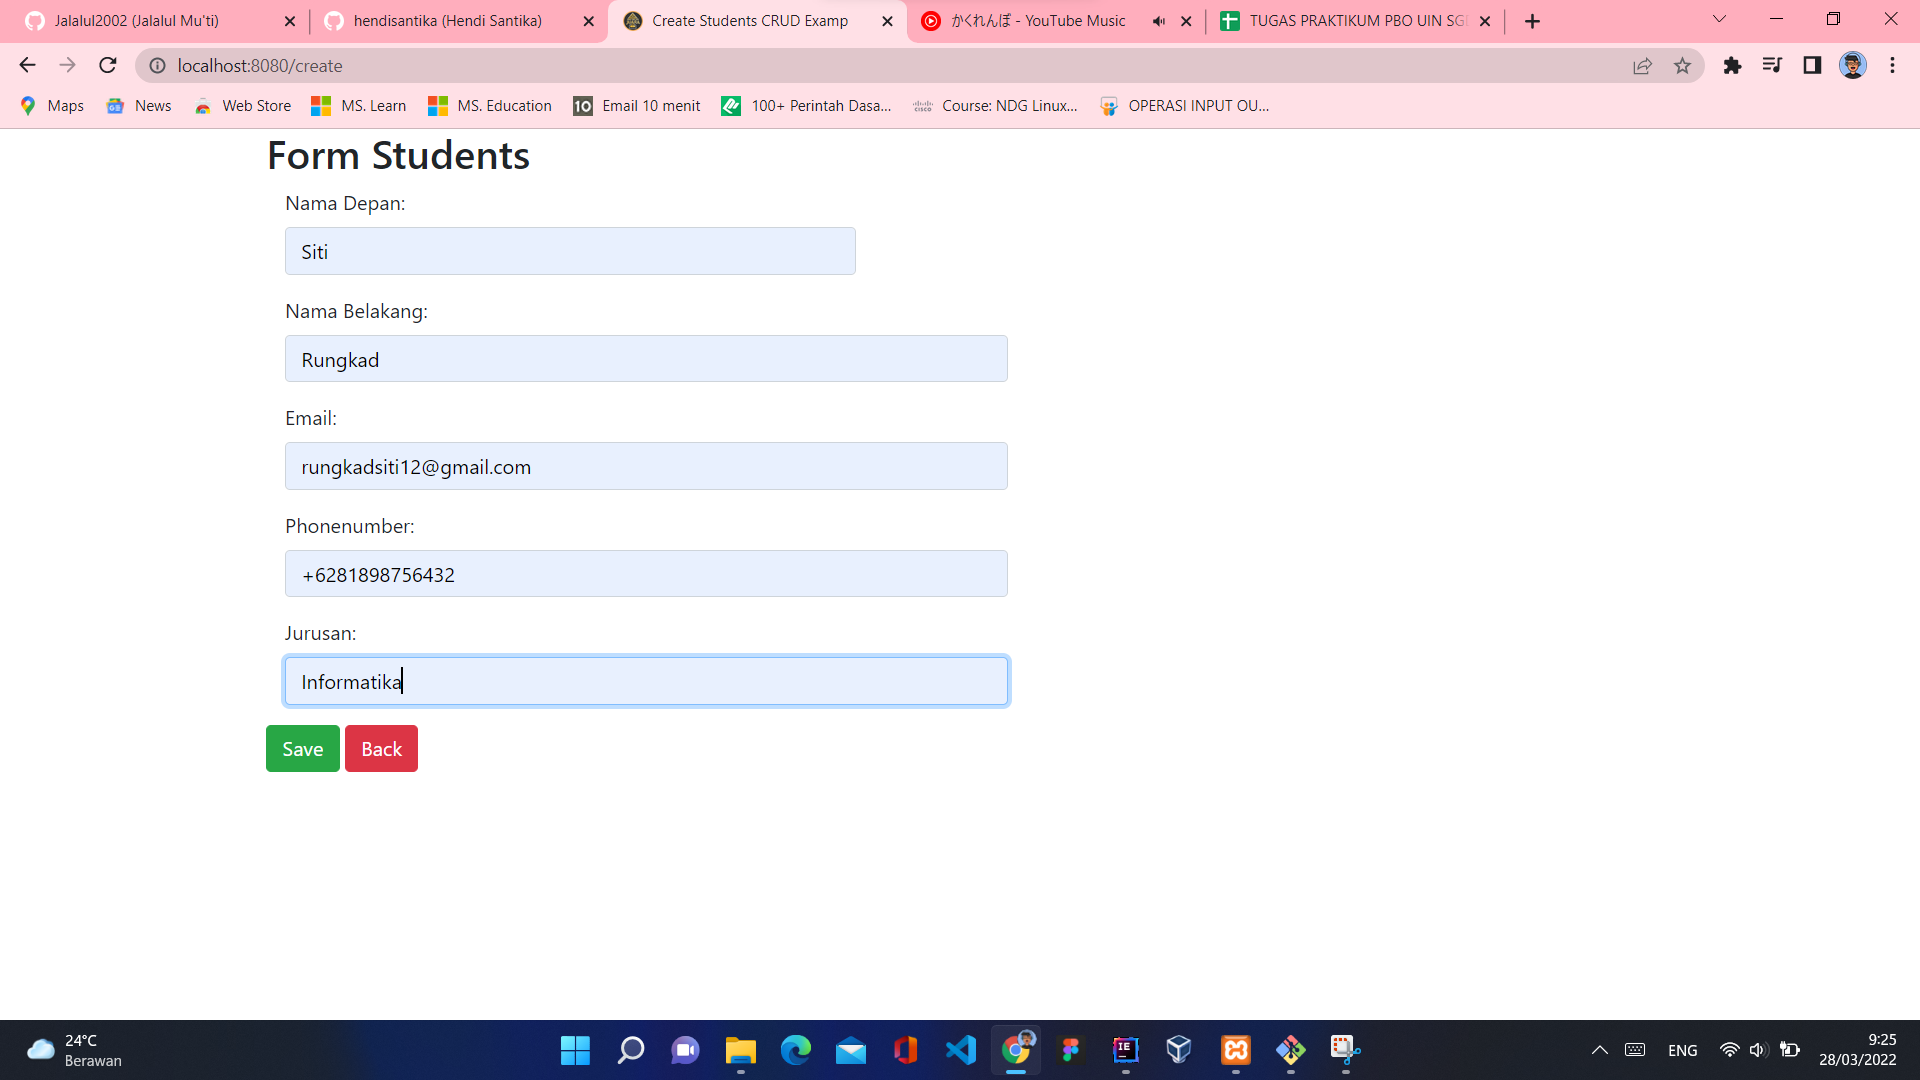 Jalalul2002 (Jalalul Mu'ti)
hendisantika (Hendi Santika)
Create Students CRUD Examp
かくれんぼ - YouTube Music
TUGAS PRAKTIKUM PBO UIN SG
localhost:8080/create
Maps
News
Web Store
MS. Learn
MS. Education
10 Email 10 menit
100+ Perintah Dasa...
Course: NDG Linux...
OPERASI INPUT OU...
Form Students
Nama Depan:
Siti
Nama Belakang:
Rungkad
Email:
rungkadsiti12@gmail.com
Phonenumber:
+6281898756432
Jurusan:
Informatika
Save Back
24°C
Berawan
ENG
9:25
28/03/2022